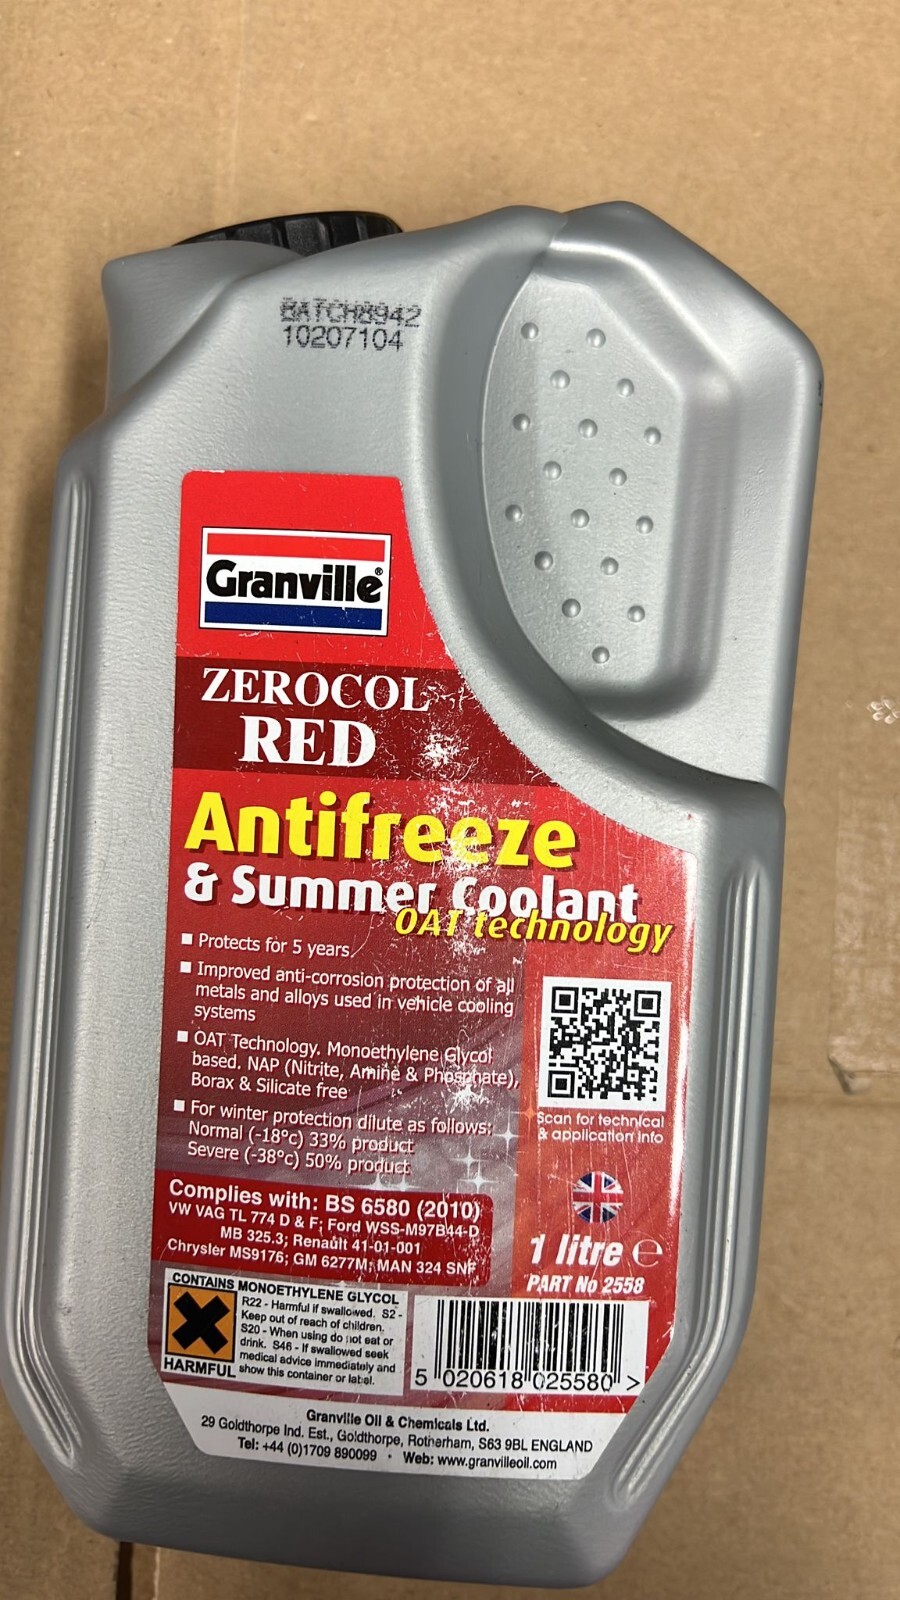 BATCH8942
10207104
Granville®
ZEROCOL
RED
Antifreeze
& Summer Coolant
OAT technology
Protects for 5 years
Improved anti-corrosion protection of all
metals and alloys used in vehicle cooling
systems
OAT Technology. Monoethylene Glycol
based. NAP (Nitrite, Amine & Phosphate),
Borax & Silicate free
For winter protection dilute as follows:
Normal (-18°c) 33% product
Severe (-38°c) 50% product
Scan for technical
& application info
Complies with: BS 6580 (2010)
VW VAG TL 774 D & F; Ford WSS-M97B44-D
MB 325.3; Renault 41-01-001
Chrysler MS9176; GM 6277M; MAN 324 SNF
1 litre ℮
PART No 2558
CONTAINS MONOETHYLENE GLYCOL
R22 - Harmful if swallowed. S2 -
Keep out of reach of children.
S20 - When using do not eat or
drink. S46 - If swallowed seek
medical advice immediately and
show this container or label.
HARMFUL
5 020618 025580 >
Granville Oil & Chemicals Ltd.
29 Goldthorpe Ind. Est., Goldthorpe, Rotherham, S63 9BL ENGLAND
Tel: +44 (0)1709 890099 • Web: www.granvilleoil.com